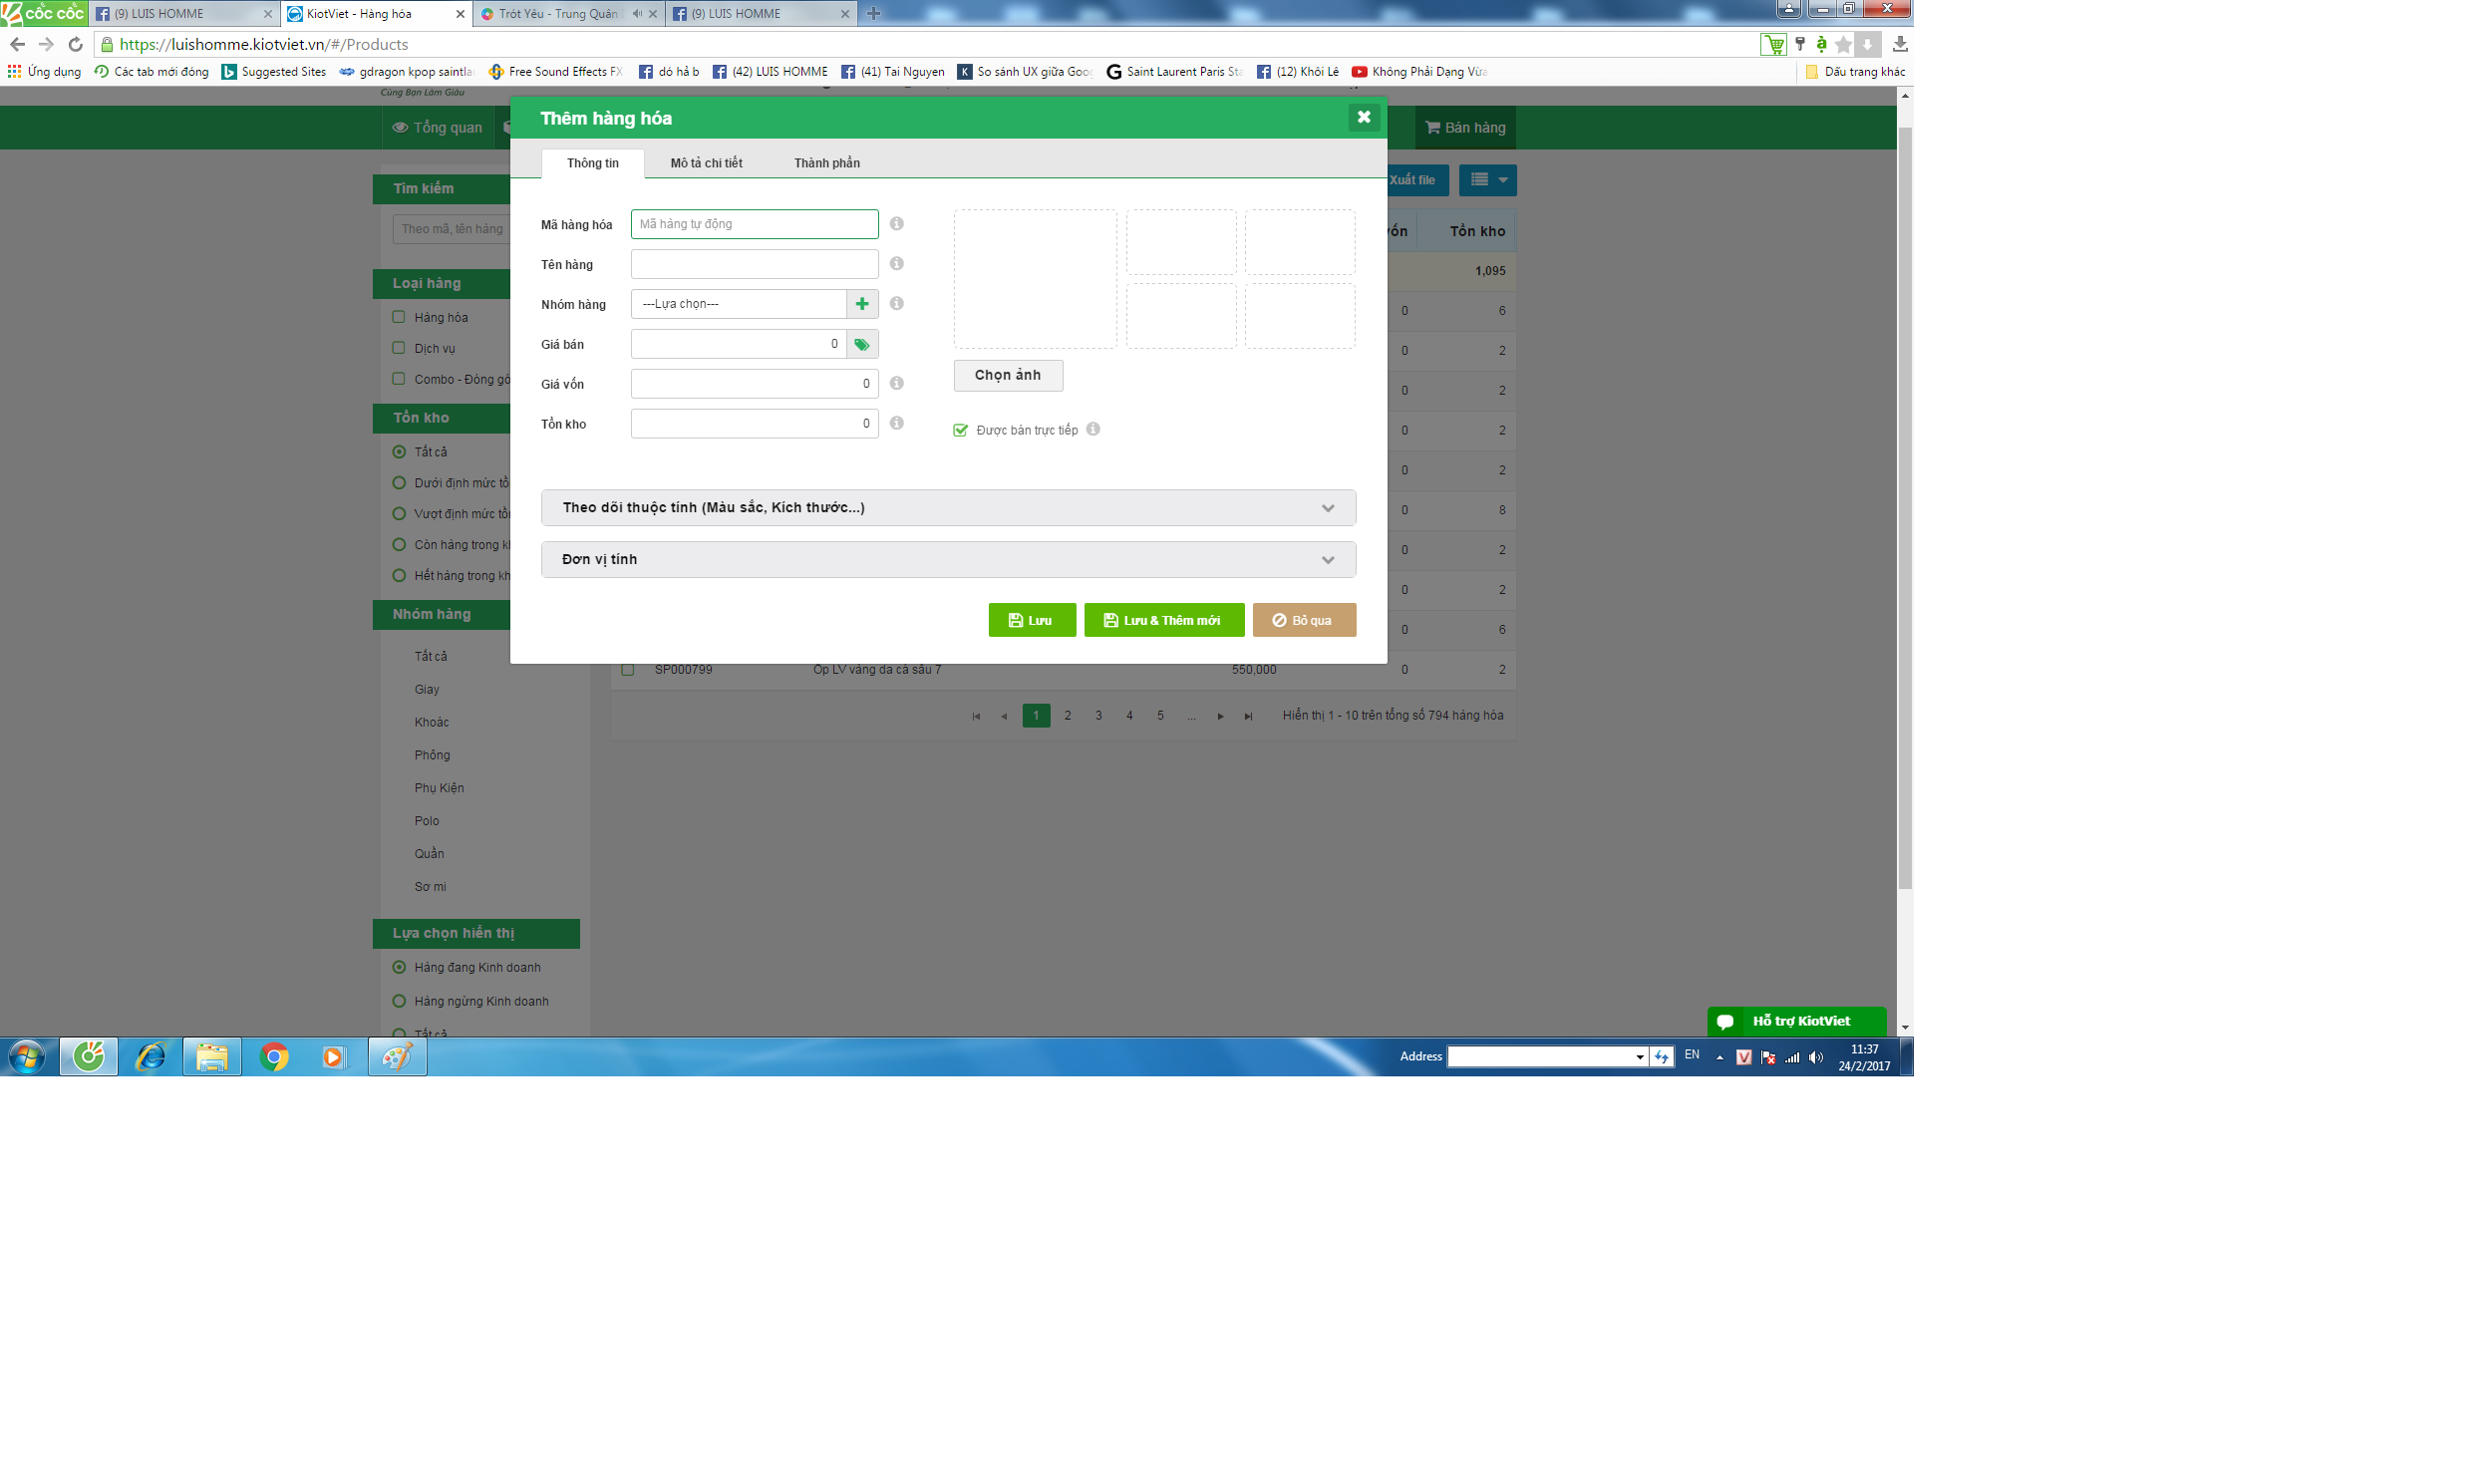 cốc cốc (9) LUIS HOMME KiotViet - Hàng hóa Trót Yêu - Trung Quân (9) LUIS HOMME
https://luishomme.kiotviet.vn/#/Products
Ứng dụng Các tab mới đóng Suggested Sites gdragon kpop saintla Free Sound Effects FX dó hả b (42) LUIS HOMME (41) Tai Nguyen So sánh UX giữa Goo Saint Laurent Paris Sta (12) Khôi Lê Không Phải Dạng Vừa Dấu trang khác
Cùng Bạn Làm Giàu
Tổng quan
Bán hàng
Thêm hàng hóa
Thông tin Mô tả chi tiết Thành phần
Xuất file
Tìm kiếm
Theo mã, tên hàng
Loại hàng
Hàng hóa
Dịch vụ
Combo - Đóng gó
Tồn kho
Tất cả
Dưới định mức tồ
Vượt định mức tồn
Còn hàng trong k
Hết hàng trong kh
Nhóm hàng
Tất cả
Giay
Khoác
Phông
Phụ Kiện
Polo
Quần
Sơ mi
Lựa chọn hiển thị
Hàng đang Kinh doanh
Hàng ngừng Kinh doanh
Tất cả
Mã hàng hóa Mã hàng tự động
Tên hàng
Nhóm hàng ---Lựa chọn---
Giá bán 0
Giá vốn 0
Tồn kho 0
Chọn ảnh
Được bán trực tiếp
Theo dõi thuộc tính (Màu sắc, Kích thước...)
Đơn vị tính
Lưu Lưu & Thêm mới Bỏ qua
vốn Tồn kho
1,095
0 6
0 2
0 2
0 2
0 2
0 8
0 2
0 2
0 6
SP000799 Ốp LV vàng da cá sấu 7 550,000 0 2
1 2 3 4 5 ... Hiển thị 1 - 10 trên tổng số 794 hàng hóa
Hỗ trợ KiotViet
Address EN 11:37
24/2/2017